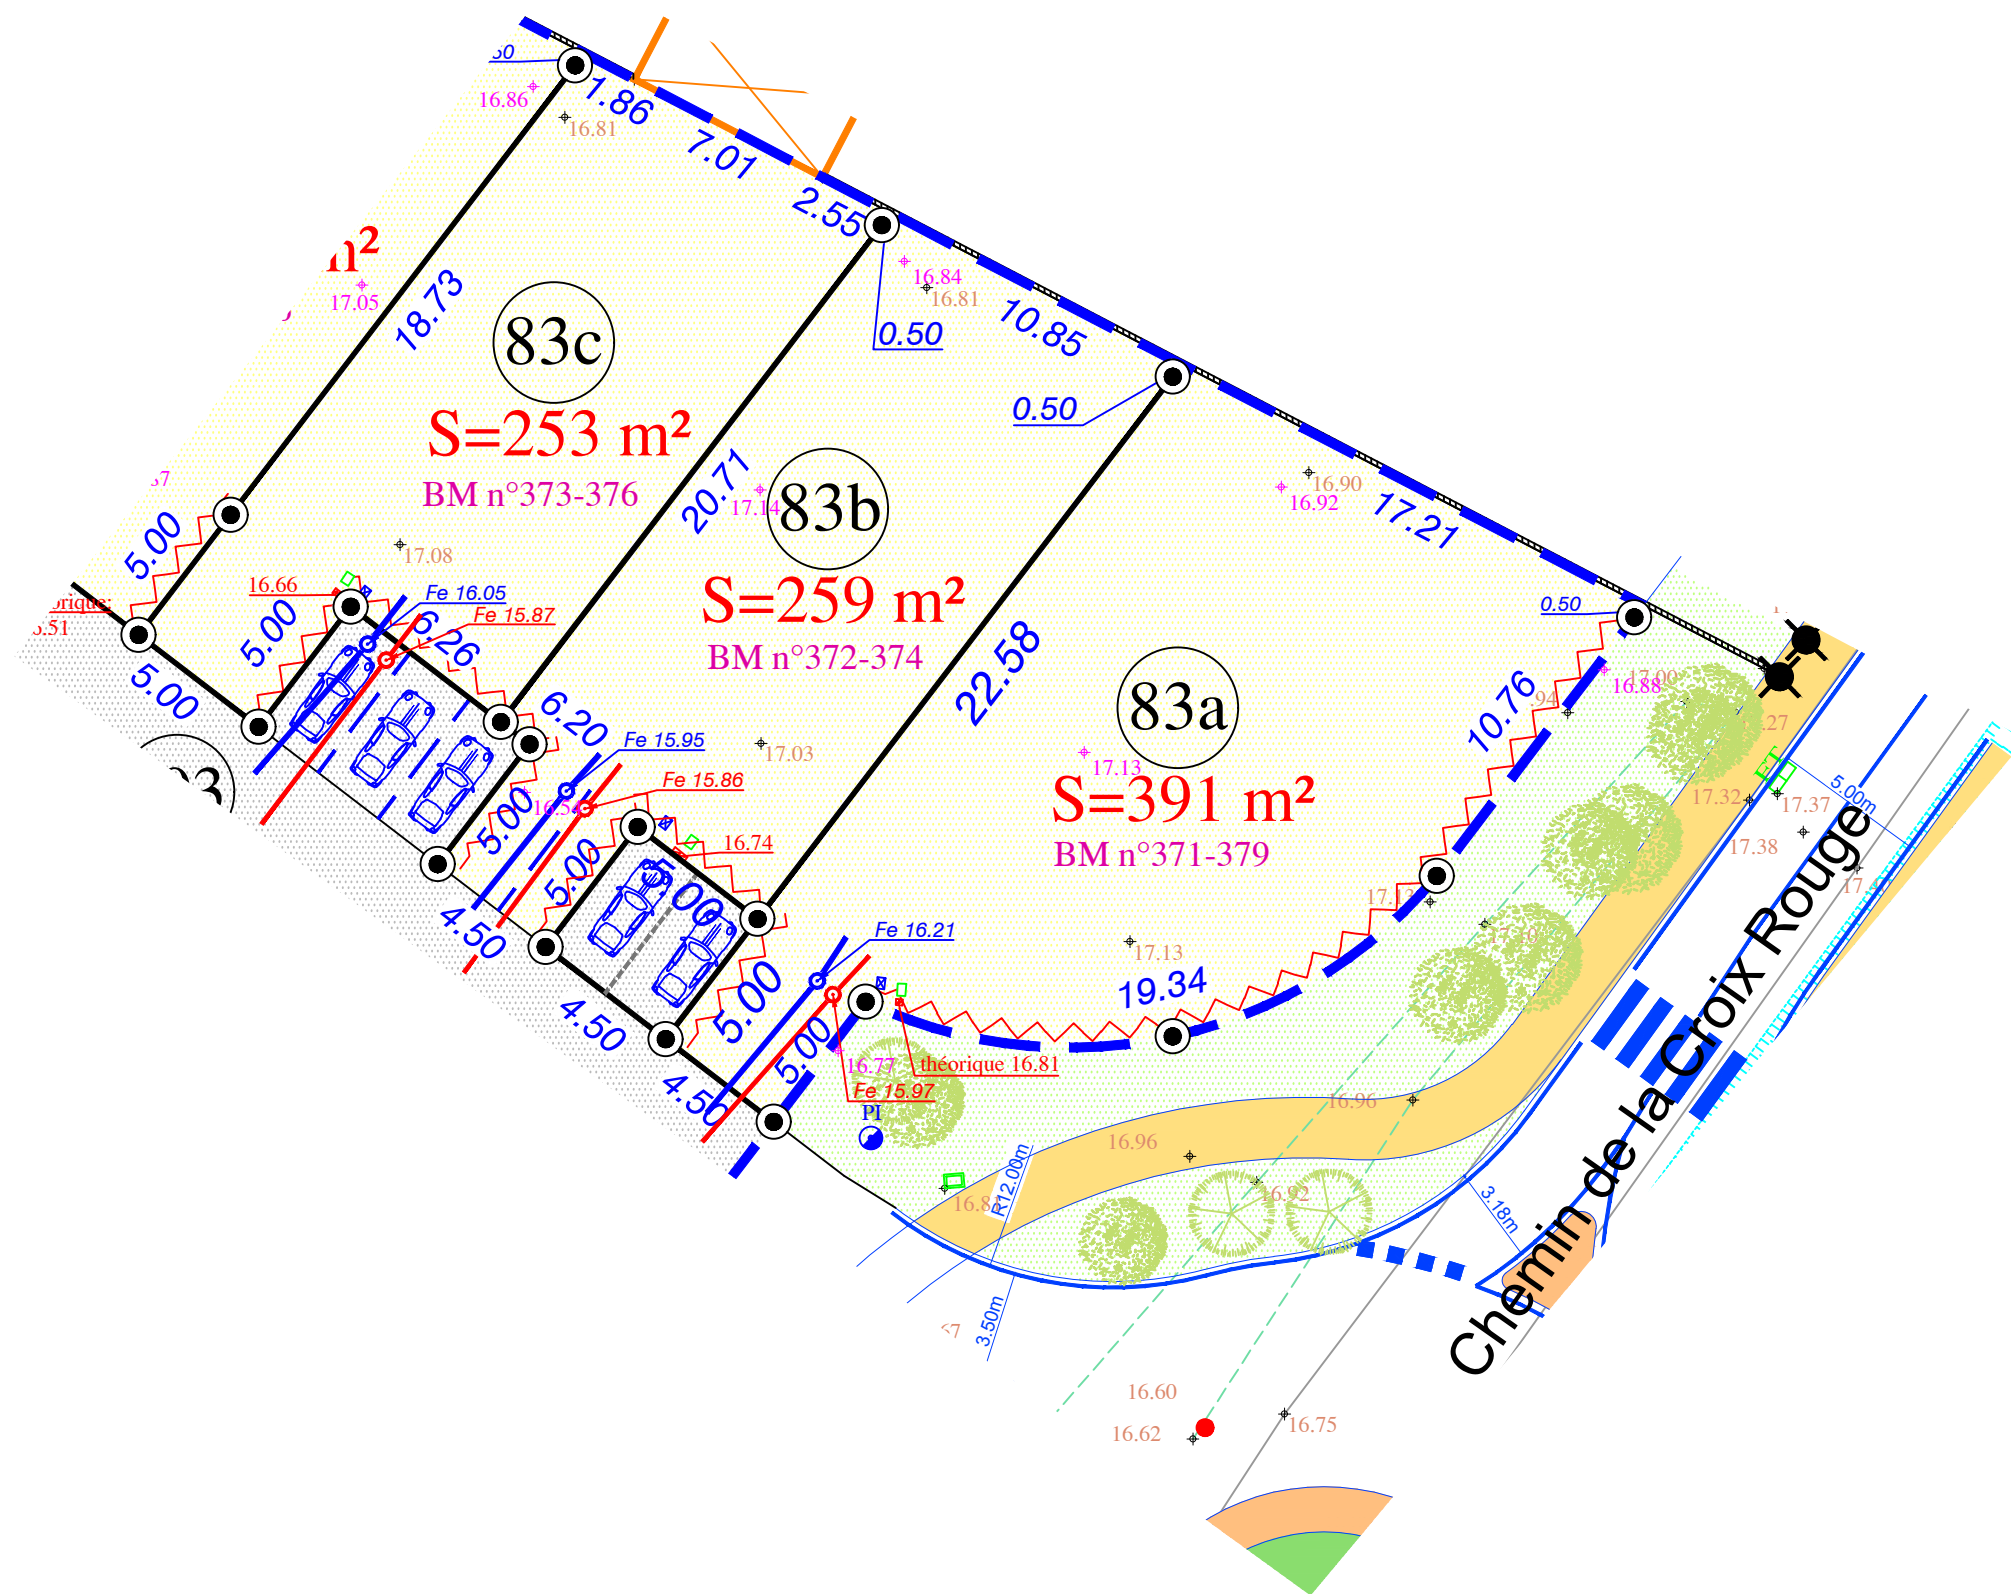 1.86
16.86
16.81
7.01
2.55
m²
17.05
18.73
16.84
16.81
10.85
0.50
83c
S=253 m²
BM n°373-376
0.50
20.71
17.14
83b
16.90
16.92
17.21
5.00
17.08
S=259 m²
BM n°372-374
16.66
Fe 16.05
Fe 15.87
5.00
6.26
0.50
22.58
83a
17.00
16.88
10.76
5.00
6.20
Fe 15.95
Fe 15.86
17.03
17.13
S=391 m²
BM n°371-379
17.32
17.37
5.00m
17.38
5.00
16.74
5.00
5.00
4.50
Fe 16.21
17.13
19.34
17.10
5.00
4.50
5.00
16.77
théorique 16.81
Fe 15.97
4.50
PI
16.96
16.96
16.92
R12.00m
3.18m
3.50m
Chemin de la Croix Rouge
16.60
16.62
16.75